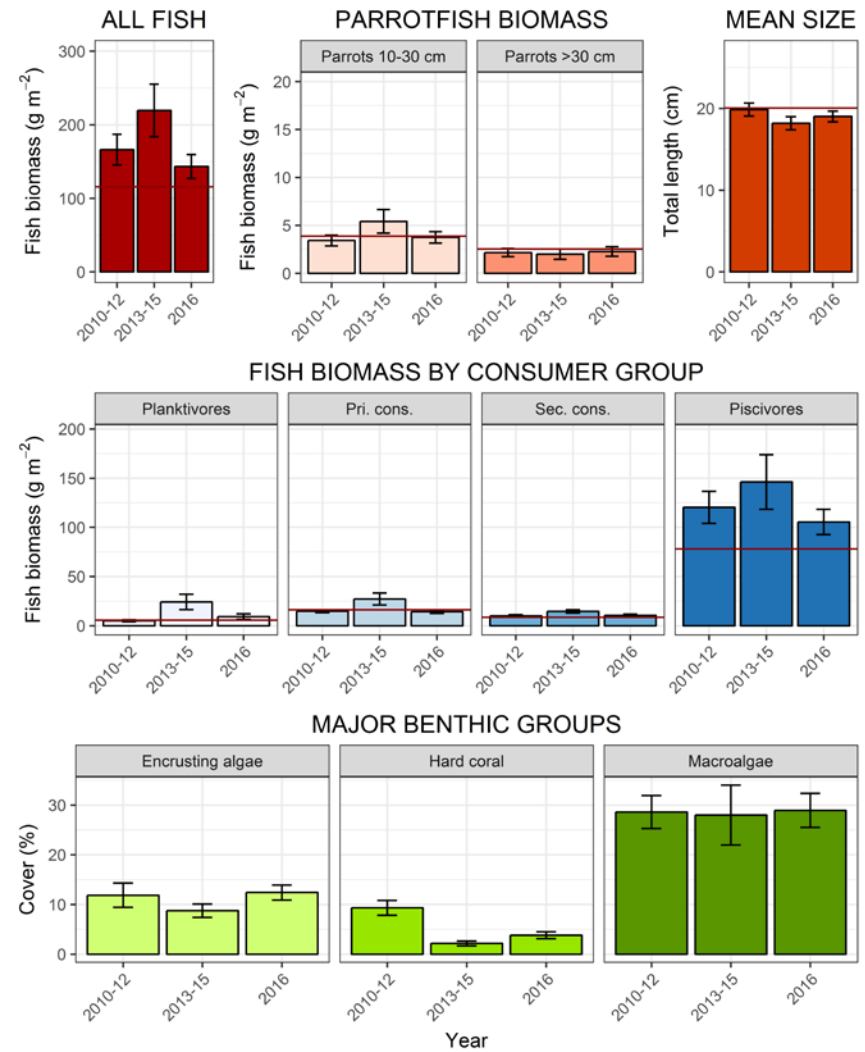 ALL FISH
PARROTFISH BIOMASS
MEAN SIZE
Parrots 10-30 cm
Parrots >30 cm
Fish biomass (g m⁻²)
300
200
100
0
2010-12
2013-15
2016
Fish biomass (g m⁻²)
20
15
10
5
0
2010-12
2013-15
2016
2010-12
2013-15
2016
Total length (cm)
20
10
0
2010-12
2013-15
2016
FISH BIOMASS BY CONSUMER GROUP
Planktivores
Pri. cons.
Sec. cons.
Piscivores
Fish biomass (g m⁻²)
200
150
100
50
0
2010-12
2013-15
2016
2010-12
2013-15
2016
2010-12
2013-15
2016
2010-12
2013-15
2016
MAJOR BENTHIC GROUPS
Encrusting algae
Hard coral
Macroalgae
Cover (%)
30
20
10
0
2010-12
2013-15
2016
2010-12
2013-15
2016
2010-12
2013-15
2016
Year